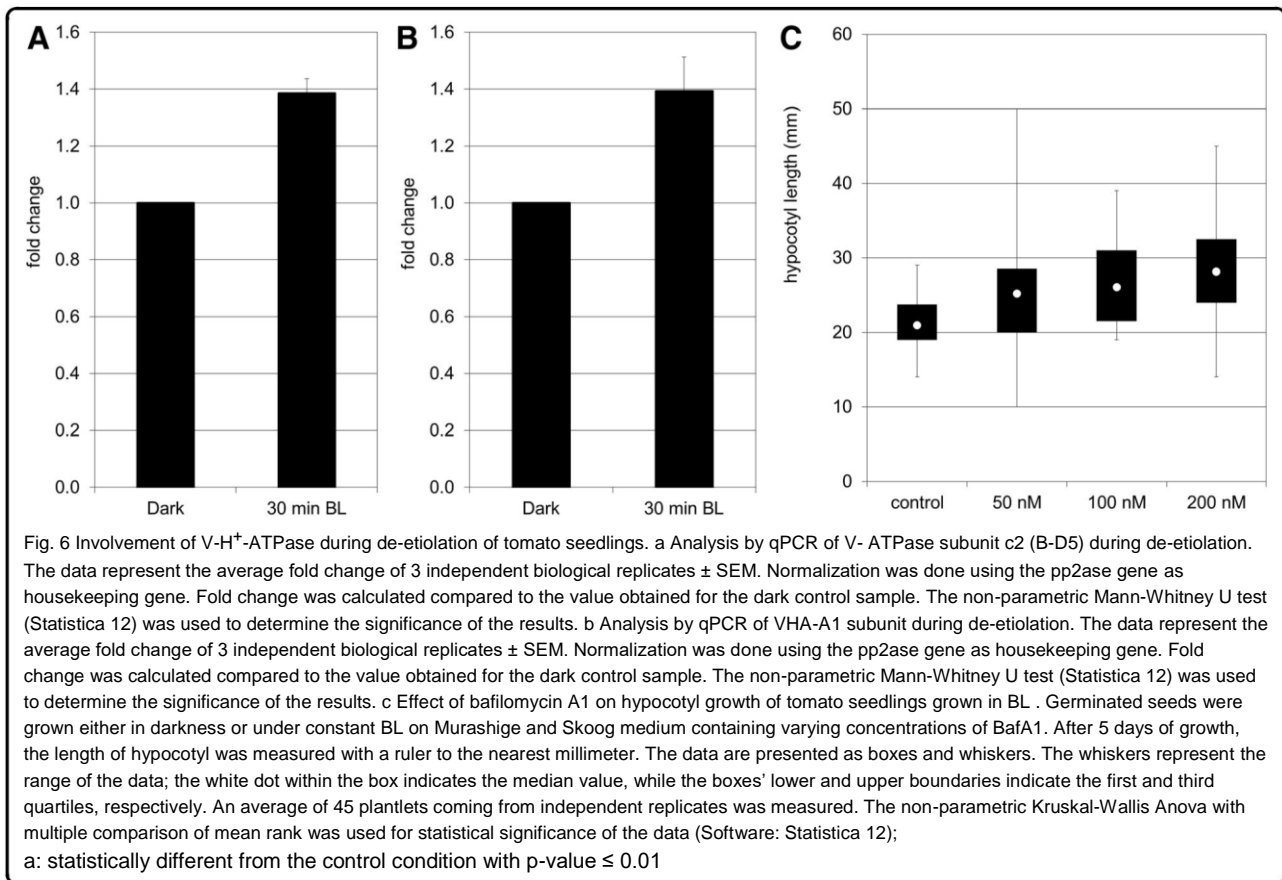 A
1.6
1.4
1.2
1.0
0.8
0.6
0.4
0.2
0.0
fold change
Dark
30 min BL
B
1.6
1.4
1.2
1.0
0.8
0.6
0.4
0.2
0.0
fold change
Dark
30 min BL
C
60
50
40
30
20
10
0
hypocotyl length (mm)
control
50 nM
100 nM
200 nM
Fig. 6 Involvement of V-H+-ATPase during de-etiolation of tomato seedlings. a Analysis by qPCR of V- ATPase subunit c2 (B-D5) during de-etiolation.
The data represent the average fold change of 3 independent biological replicates ± SEM. Normalization was done using the pp2ase gene as
housekeeping gene. Fold change was calculated compared to the value obtained for the dark control sample. The non-parametric Mann-Whitney U test
(Statistica 12) was used to determine the significance of the results. b Analysis by qPCR of VHA-A1 subunit during de-etiolation. The data represent the
average fold change of 3 independent biological replicates ± SEM. Normalization was done using the pp2ase gene as housekeeping gene. Fold
change was calculated compared to the value obtained for the dark control sample. The non-parametric Mann-Whitney U test (Statistica 12) was used
to determine the significance of the results. c Effect of bafilomycin A1 on hypocotyl growth of tomato seedlings grown in BL . Germinated seeds were
grown either in darkness or under constant BL on Murashige and Skoog medium containing varying concentrations of BafA1. After 5 days of growth,
the length of hypocotyl was measured with a ruler to the nearest millimeter. The data are presented as boxes and whiskers. The whiskers represent the
range of the data; the white dot within the box indicates the median value, while the boxes' lower and upper boundaries indicate the first and third
quartiles, respectively. An average of 45 plantlets coming from independent replicates was measured. The non-parametric Kruskal-Wallis Anova with
multiple comparison of mean rank was used for statistical significance of the data (Software: Statistica 12);
a: statistically different from the control condition with p-value ≤ 0.01